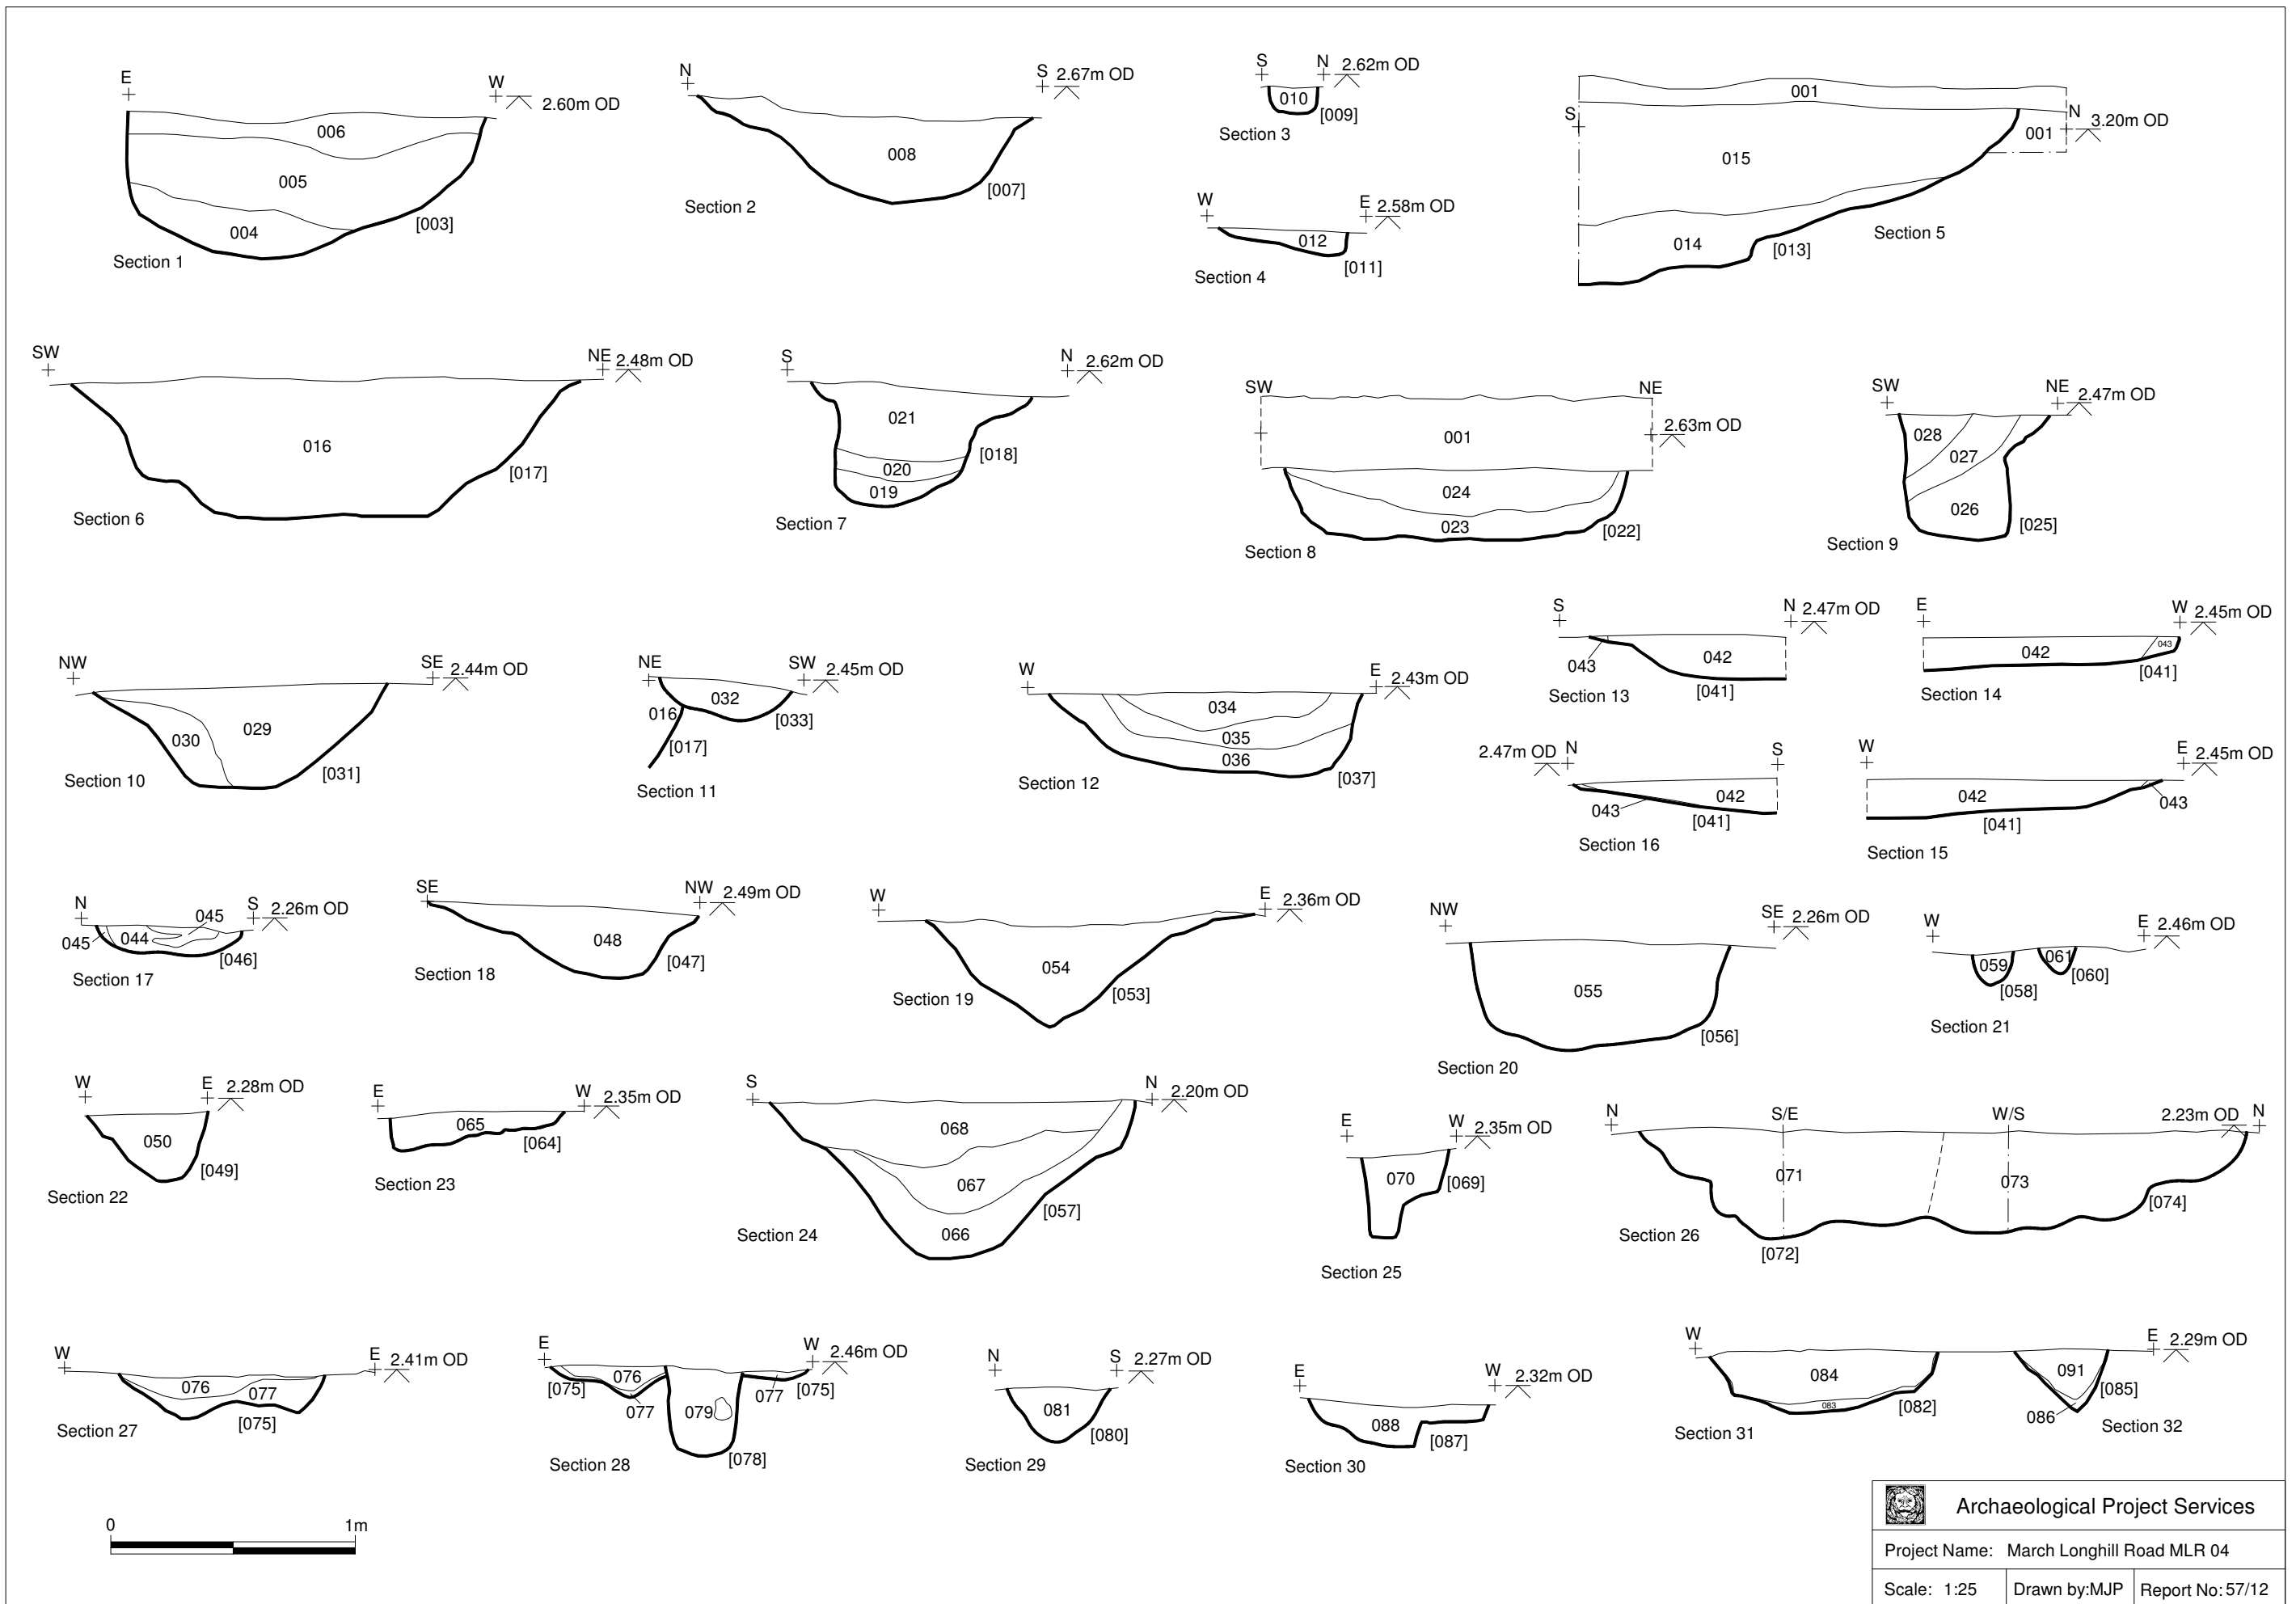 E W 2.60m OD
006
005
004 [003]
Section 1
N S 2.67m OD
008
[007]
Section 2
S N 2.62m OD
010
[009]
Section 3
W E 2.58m OD
012
[011]
Section 4
001
S N 3.20m OD
001
015
014 [013]
Section 5
SW NE 2.48m OD
016
[017]
Section 6
S N 2.62m OD
021
020 [018]
019
Section 7
SW NE
001 2.63m OD
024
023 [022]
Section 8
SW NE 2.47m OD
028
027
026 [025]
Section 9
NW SE 2.44m OD
030 029
[031]
Section 10
NE SW 2.45m OD
032
016 [033]
[017]
Section 11
W E 2.43m OD
034
035
036
[037]
Section 12
S N 2.47m OD
043 042
[041]
Section 13
E W 2.45m OD
042 043
[041]
Section 14
2.47m OD N S
043 042
[041]
Section 16
W E 2.45m OD
042 043
[041]
Section 15
N S 2.26m OD
045
045 044
[046]
Section 17
SE NW 2.49m OD
048
[047]
Section 18
W E 2.36m OD
054
[053]
Section 19
NW SE 2.26m OD
055
[056]
Section 20
W E 2.46m OD
059 061
[058] [060]
Section 21
W E 2.28m OD
050
[049]
Section 22
E W 2.35m OD
065
[064]
Section 23
S N 2.20m OD
068
067
066 [057]
Section 24
E W 2.35m OD
070 [069]
Section 25
N S/E W/S 2.23m OD N
071 073
[074]
[072]
Section 26
W E 2.41m OD
076 077
[075]
Section 27
E W 2.46m OD
[075] 076 077 [075]
077 079
[078]
Section 28
N S 2.27m OD
081
[080]
Section 29
E W 2.32m OD
088
[087]
Section 30
W E 2.29m OD
084 091
083 [082] [085]
086
Section 31 Section 32
0 1m
Archaeological Project Services
Project Name: March Longhill Road MLR 04
Scale: 1:25 Drawn by:MJP Report No: 57/12